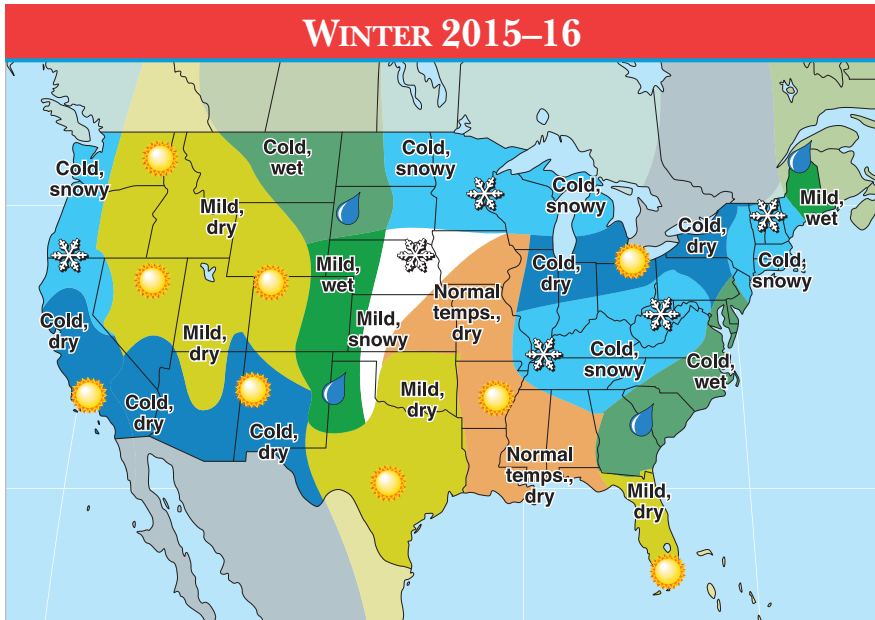 WINTER 2015–16
Cold,
snowy
Cold,
wet
Cold,
snowy
Cold,
snowy
Mild,
wet
Mild,
dry
Cold,
dry
Cold,
snowy
Mild,
wet
Cold,
dry
Normal
temps.,
dry
Cold,
dry
Mild,
dry
Mild,
snowy
Cold,
snowy
Cold,
wet
Mild,
dry
Cold,
dry
Cold,
dry
Normal
temps.,
dry
Mild,
dry